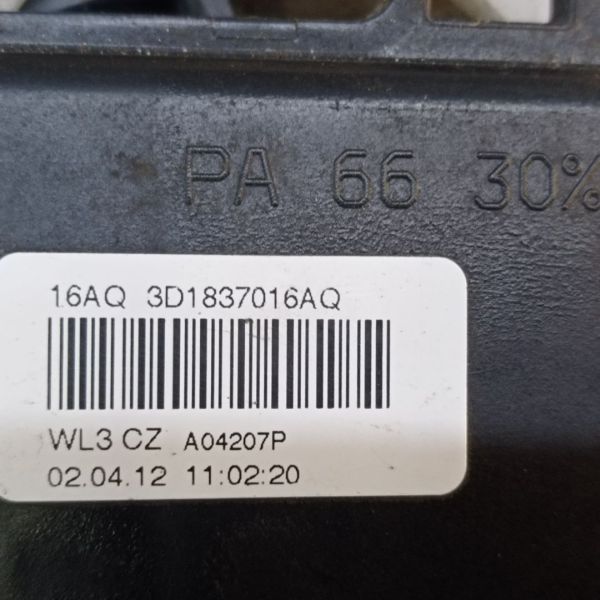 PA 66 30%
16AQ 3D1837016AQ
WL3 CZ A04207P
02.04.12 11:02:20